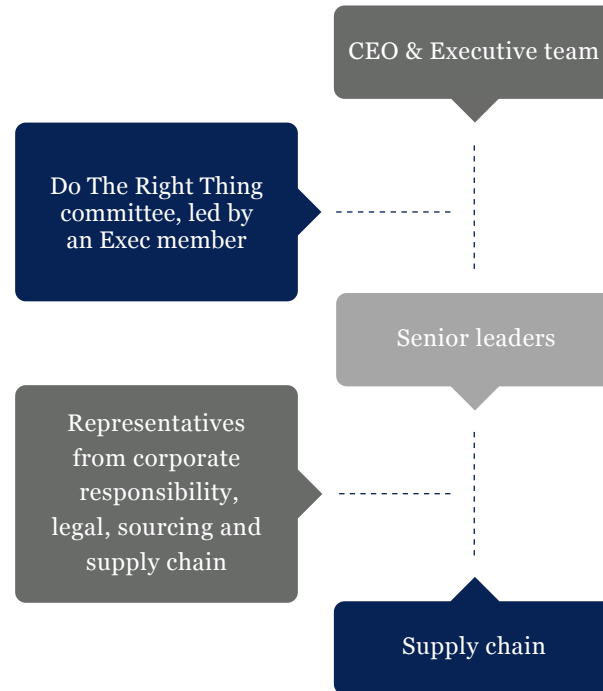 CEO & Executive team
Do The Right Thing
committee, led by
an Exec member
Senior leaders
Representatives
from corporate
responsibility,
legal, sourcing and
supply chain
Supply chain